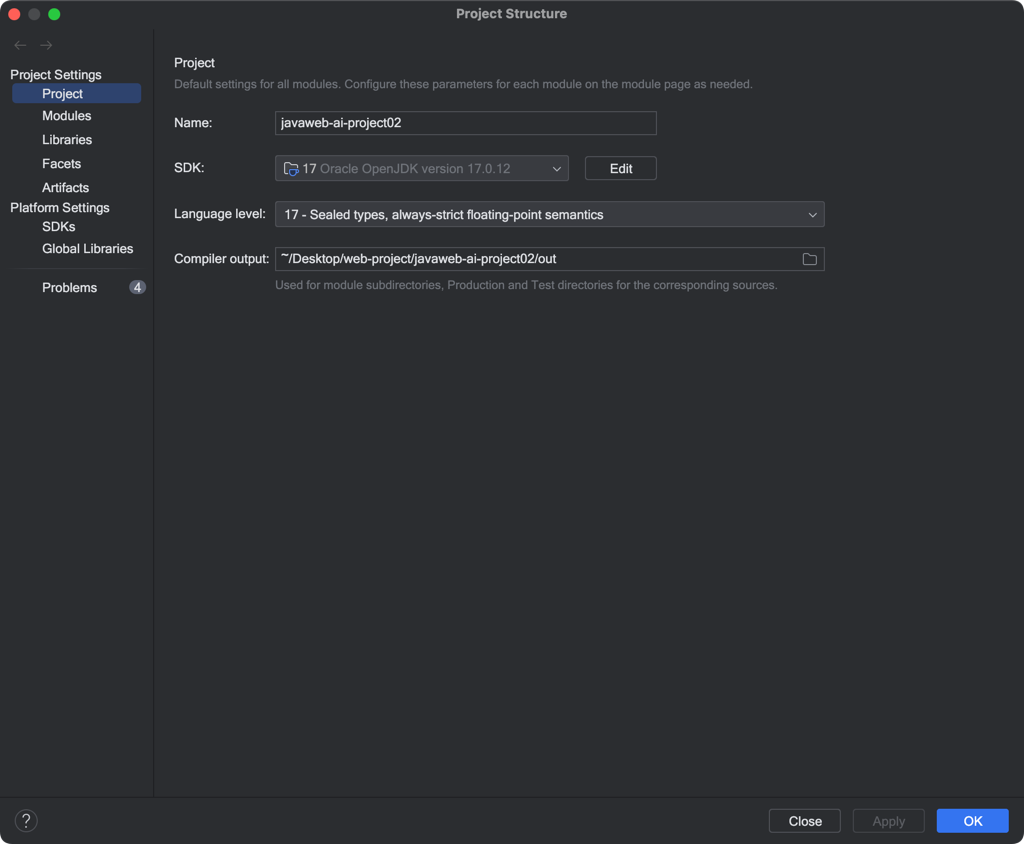 Project Structure
Project Settings
Project
Modules
Libraries
Facets
Artifacts
Platform Settings
SDKs
Global Libraries
Problems 4
Project
Default settings for all modules. Configure these parameters for each module on the module page as needed.
Name: javaweb-ai-project02
SDK: 17 Oracle OpenJDK version 17.0.12 Edit
Language level: 17 - Sealed types, always-strict floating-point semantics
Compiler output: ~/Desktop/web-project/javaweb-ai-project02/out
Used for module subdirectories, Production and Test directories for the corresponding sources.
? Close Apply OK